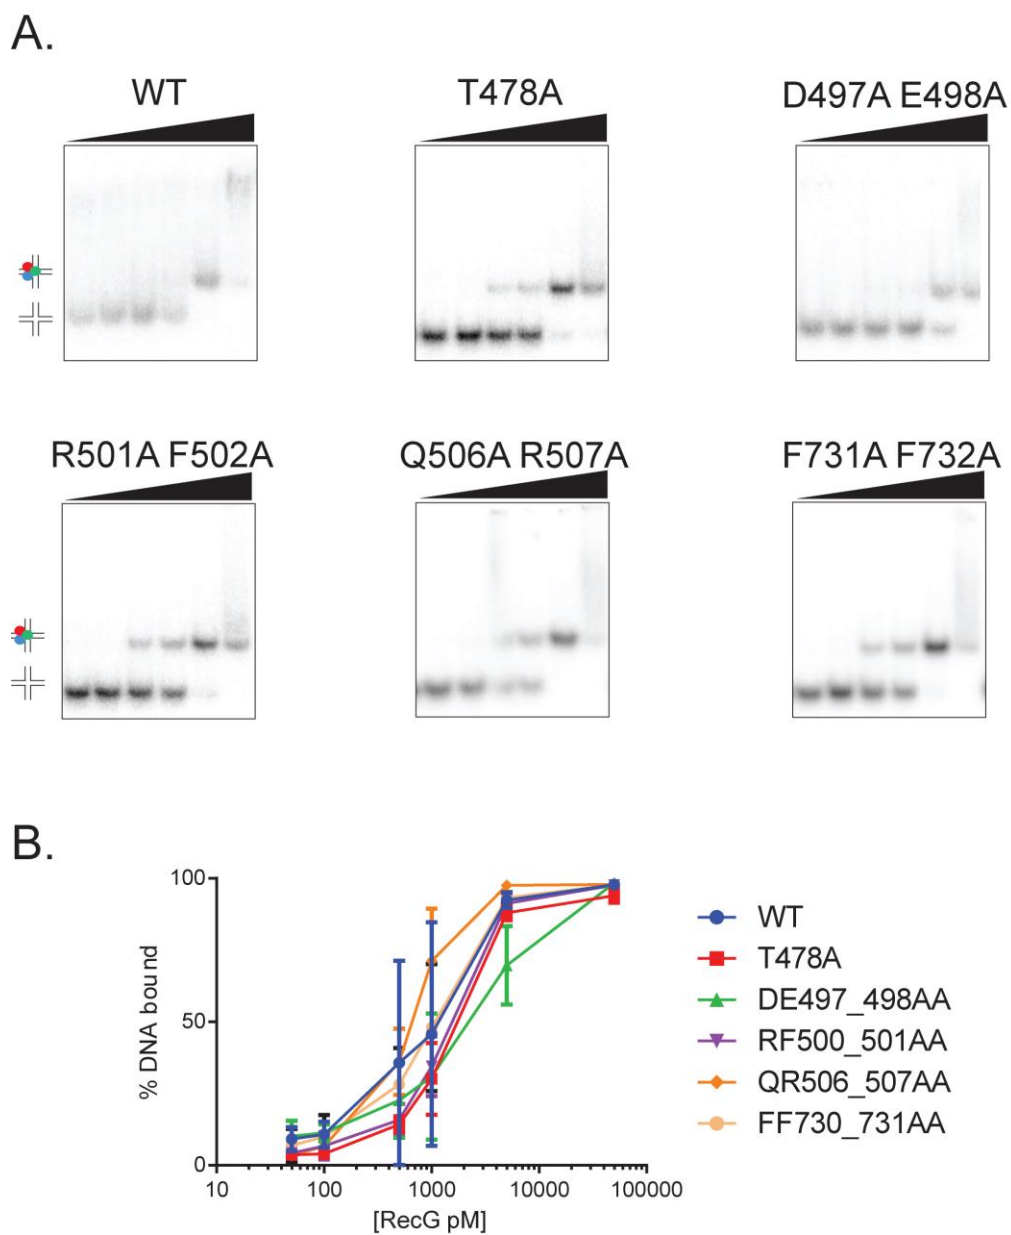 A.
WT
T478A
D497A E498A
R501A F502A
Q506A R507A
F731A F732A
B.
% DNA bound
100
50
0
10
100
1000
10000
100000
[RecG pM]
WT
T478A
DE497_498AA
RF500_501AA
QR506_507AA
FF730_731AA